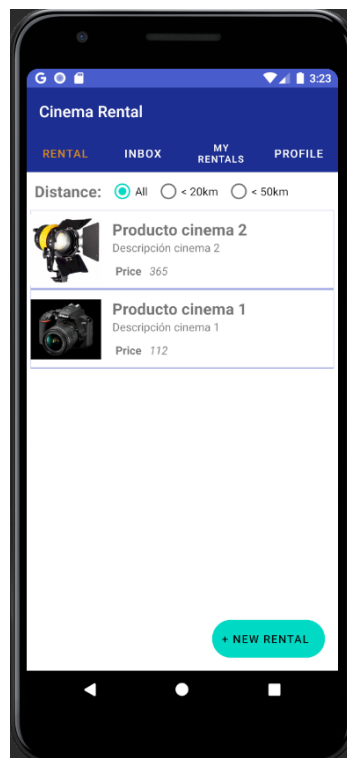 3:23
Cinema Rental
RENTAL
INBOX
MY
RENTALS
PROFILE
Distance: All < 20km < 50km
Producto cinema 2
Descripción cinema 2
Price 365
Producto cinema 1
Descripción cinema 1
Price 112
+ NEW RENTAL